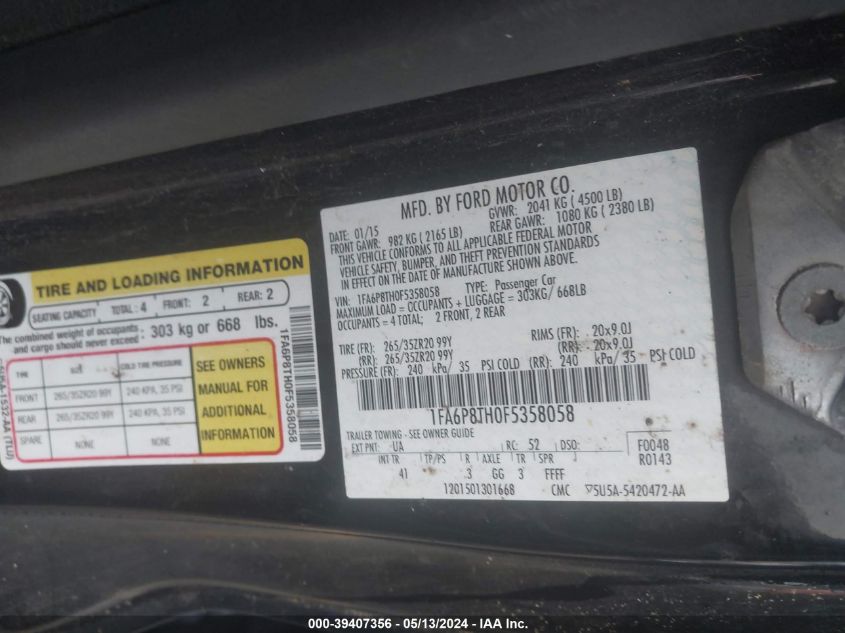 TIRE AND LOADING INFORMATION
SEATING CAPACITY TOTAL: 4 FRONT: 2 REAR: 2
The combined weight of occupants and cargo should never exceed: 303 kg or 668 lbs.
TIRE SIZE COLD TIRE PRESSURE
FRONT 265/35ZR20 99Y 240 KPA, 35 PSI
REAR 265/35ZR20 99Y 240 KPA, 35 PSI
SPARE NONE NONE
SEE OWNERS
MANUAL FOR
ADDITIONAL
INFORMATION
1FA6P8TH0F5358058
MFD. BY FORD MOTOR CO.
01/15 GVWR: 2041 KG ( 4500 LB)
FRONT GAWR: 982 KG ( 2165 LB) REAR GAWR: 1080 KG ( 2380 LB)
THIS VEHICLE CONFORMS TO ALL APPLICABLE FEDERAL MOTOR
VEHICLE SAFETY, BUMPER, AND THEFT PREVENTION STANDARDS
IN EFFECT ON THE DATE OF MANUFACTURE SHOWN ABOVE.
VIN: 1FA6P8TH0F5358058 TYPE: Passenger Car
MAXIMUM LOAD = OCCUPANTS + LUGGAGE = 303KG/ 668LB
OCCUPANTS = 4 TOTAL; 2 FRONT, 2 REAR
TIRE (FR): 265/35ZR20 99Y RIMS (FR): 20x9.0J
(RR): 265/35ZR20 99Y (RR): 20x9.0J
PRESSURE (FR): 240 kPa/ 35 PSI COLD (RR): 240 kPa/ 35 PSI COLD
1FA6P8TH0F5358058
TRAILER TOWING - SEE OWNER GUIDE
EXT PNT: UA RC: 52 DSO: F0048
R0143
INT TR TP/PS R AXLE TR SPR
41 3 GG 3 FFFF
1201501301668 CMC 5U5A-5420472-AA
000-39407356 - 05/13/2024 - IAA Inc.